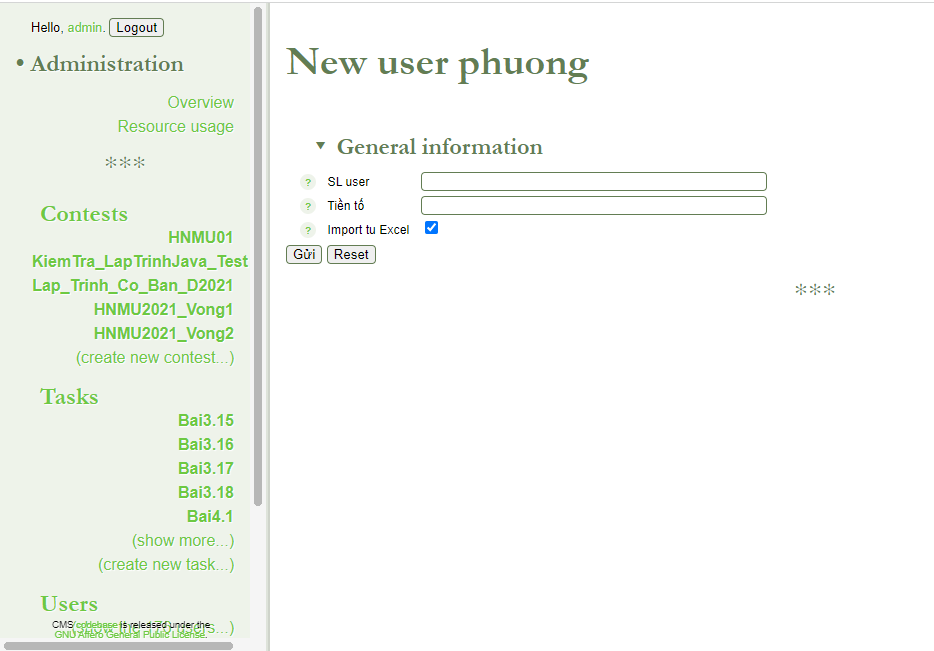 Hello, admin. Logout
• Administration
Overview
Resource usage
***
Contests
HNMU01
KiemTra_LapTrinhJava_Test
Lap_Trinh_Co_Ban_D2021
HNMU2021_Vong1
HNMU2021_Vong2
(create new contest...)
Tasks
Bai3.15
Bai3.16
Bai3.17
Bai3.18
Bai4.1
(show more...)
(create new task...)
Users
CMS codebase is released under the
GNU Affero General Public License.
New user phuong
▼ General information
? SL user
? Tiền tố
? Import tu Excel
Gửi Reset
***